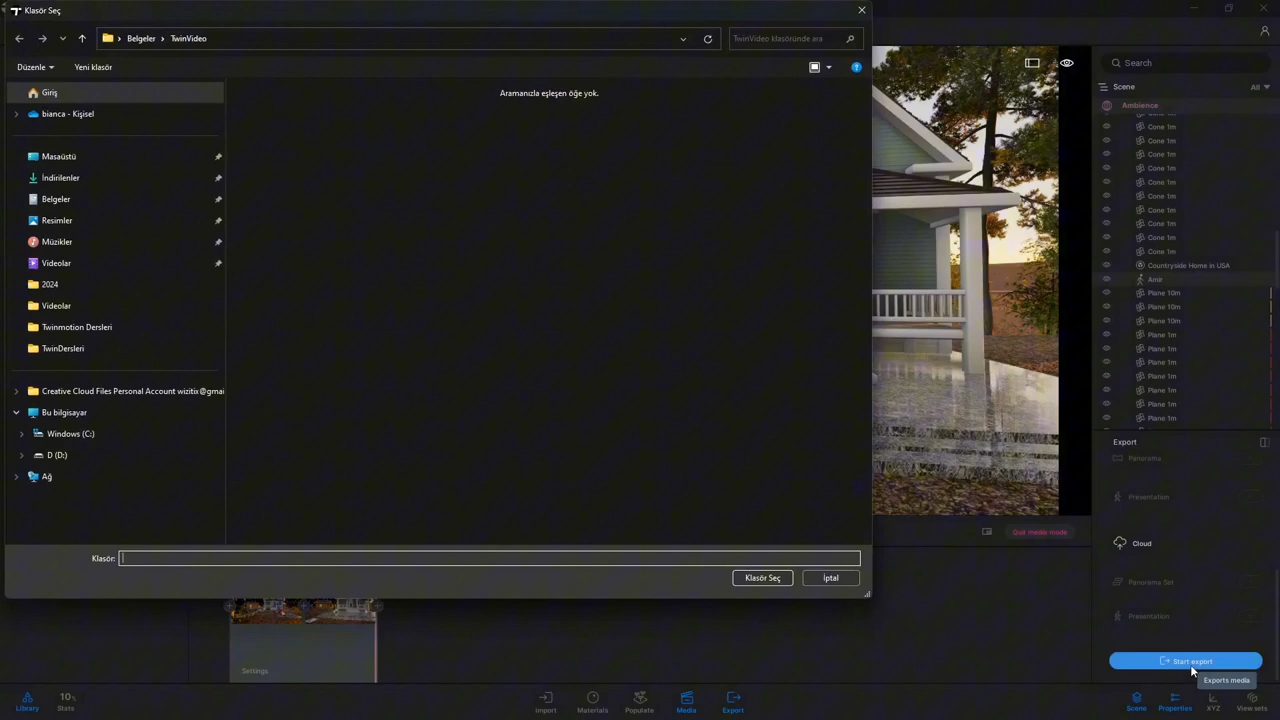 Klasör Seç
Belgeler
TwinVideo
TwinVideo klasöründe ara
Düzenle
Yeni klasör
Giriş
bianca - Kişisel
Masaüstü
İndirilenler
Belgeler
Resimler
Müzikler
Videolar
2024
Videolar
Twinmotion Dersleri
TwinDersleri
Creative Cloud Files Personal Account wizitix@gmai
Bu bilgisayar
Windows (C:)
D (D:)
Ağ
Aramanızla eşleşen öğe yok.
Klasör:
Klasör Seç
İptal
Search
Scene
All
Ambience
Cone 1m
Cone 1m
Cone 1m
Cone 1m
Cone 1m
Cone 1m
Cone 1m
Cone 1m
Cone 1m
Cone 1m
Cone 1m
Countryside Home in USA
Amir
Plane 10m
Plane 10m
Plane 10m
Plane 1m
Plane 1m
Plane 1m
Plane 1m
Plane 1m
Plane 1m
Plane 1m
Export
Panorama
Presentation
Cloud
Panorama Set
Presentation
Start export
Exports media
Quit media mode
Settings
Library
10%
Stats
Import
Materials
Populate
Media
Export
Scene
Properties
XYZ
View sets